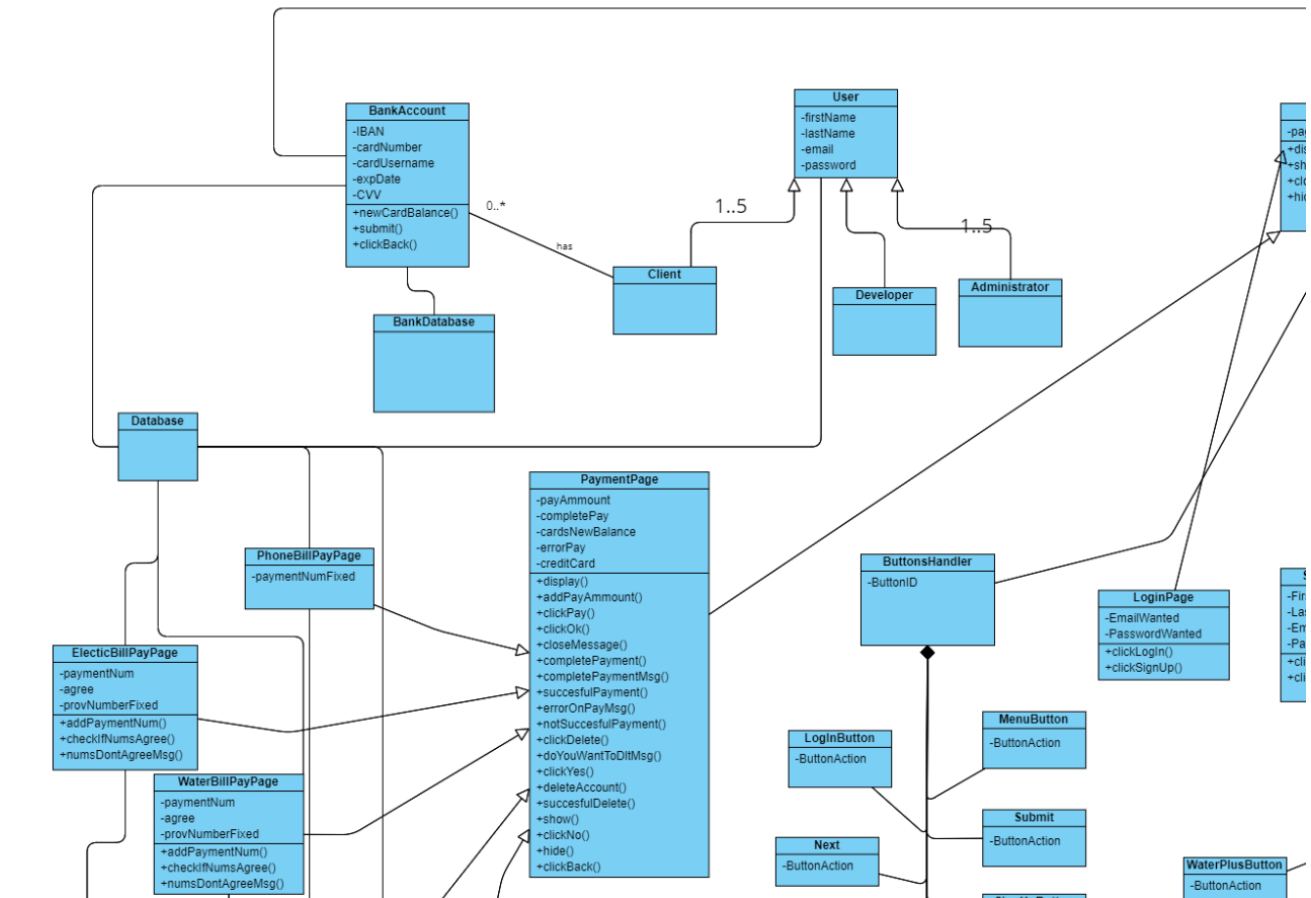 BankAccount
-IBAN
-cardNumber
-cardUsername
-expDate
-CVV
+newCardBalance()
+submit()
+clickBack()
0..*
has
User
-firstName
-lastName
-email
-password
1..5
1..5
Client
Developer
Administrator
BankDatabase
Database
PaymentPage
-payAmmount
-completePay
-cardsNewBalance
-errorPay
-creditCard
+display()
+addPayAmmount()
+clickPay()
+clickOk()
+closeMessage()
+completePayment()
+completePaymentMsg()
+succesfulPayment()
+errorOnPayMsg()
+notSuccesfulPayment()
+clickDelete()
+doYouWantToDltMsg()
+clickYes()
+deleteAccount()
+succesfulDelete()
+show()
+clickNo()
+hide()
+clickBack()
PhoneBillPayPage
-paymentNumFixed
ElecticBillPayPage
-paymentNum
-agree
-provNumberFixed
+addPaymentNum()
+checkIfNumsAgree()
+numsDontAgreeMsg()
WaterBillPayPage
-paymentNum
-agree
-provNumberFixed
+addPaymentNum()
+checkIfNumsAgree()
+numsDontAgreeMsg()
ButtonsHandler
-ButtonID
LoginPage
-EmailWanted
-PasswordWanted
+clickLogIn()
+clickSignUp()
LogInButton
-ButtonAction
MenuButton
-ButtonAction
Submit
-ButtonAction
Next
-ButtonAction
WaterPlusButton
-ButtonAction